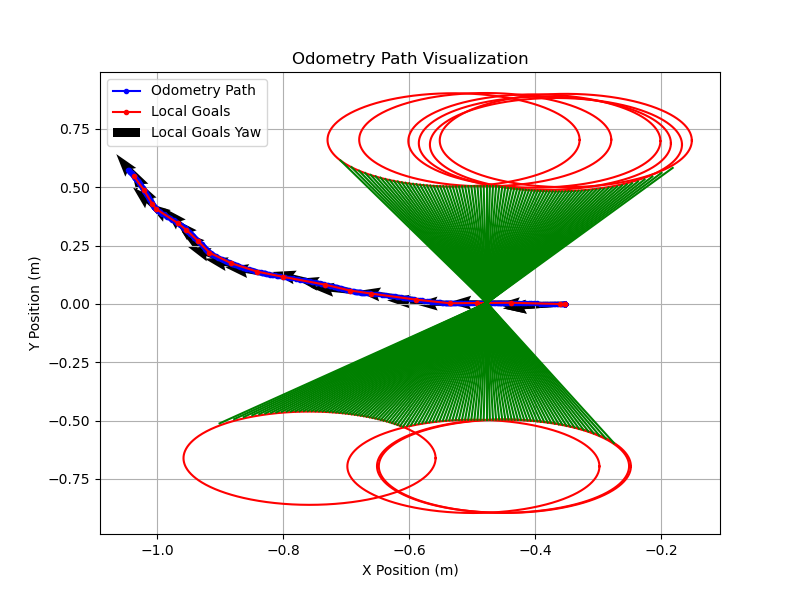 Odometry Path Visualization
Odometry Path
Local Goals
Local Goals Yaw
Y Position (m)
0.75
0.50
0.25
0.00
−0.25
−0.50
−0.75
−1.0
−0.8
−0.6
−0.4
−0.2
X Position (m)